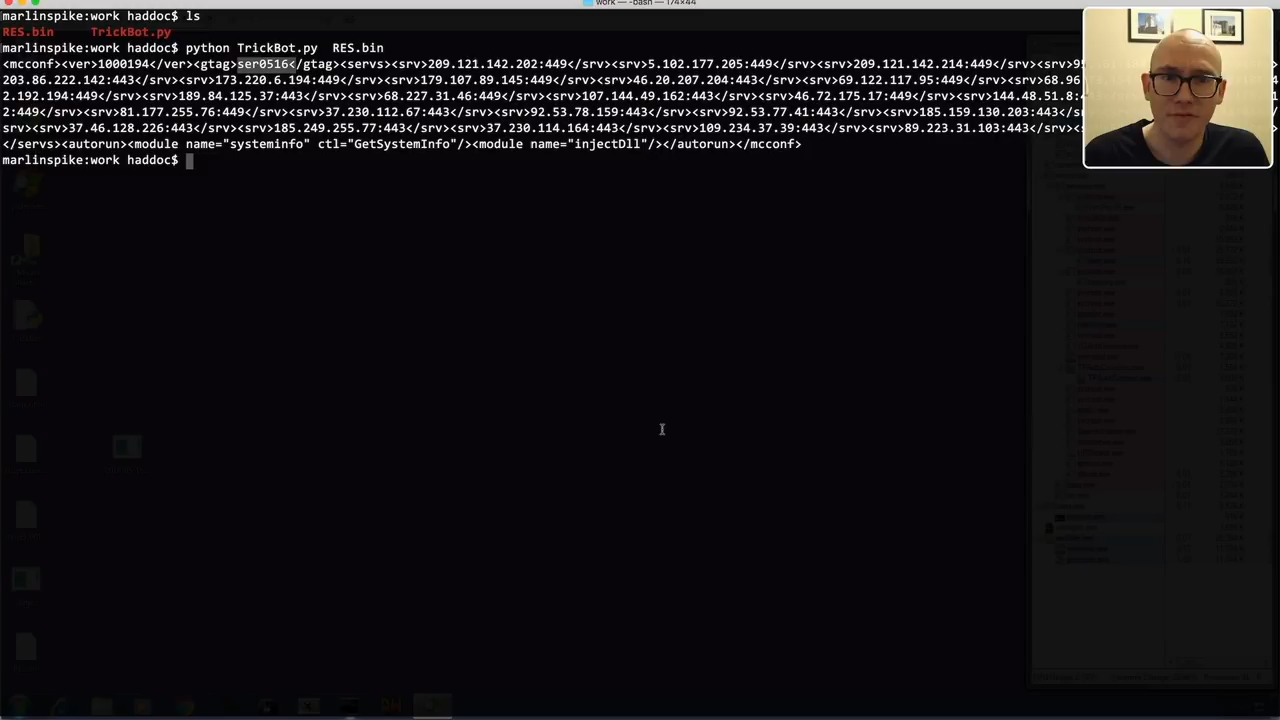 work — -bash — 174×44
marlinspike:work haddoc$ ls
RES.bin TrickBot.py
marlinspike:work haddoc$ python TrickBot.py RES.bin
<mcconf><ver>1000194</ver><gtag>ser0516</gtag><servs><srv>209.121.142.202:449</srv><srv>5.102.177.205:449</srv><srv>209.121.142.214:449</srv><srv>9
203.86.222.142:443</srv><srv>173.220.6.194:449</srv><srv>179.107.89.145:449</srv><srv>46.20.207.204:443</srv><srv>69.122.117.95:449</srv><srv>68.96
2.192.194:449</srv><srv>189.84.125.37:443</srv><srv>68.227.31.46:449</srv><srv>107.144.49.162:443</srv><srv>46.72.175.17:449</srv><srv>144.48.51.8:4
2:449</srv><srv>81.177.255.76:449</srv><srv>37.230.112.67:443</srv><srv>92.53.78.159:443</srv><srv>92.53.77.41:443</srv><srv>185.159.130.203:443</sr
srv><srv>37.46.128.226:443</srv><srv>185.249.255.77:443</srv><srv>37.230.114.164:443</srv><srv>109.234.37.39:443</srv><srv>89.223.31.103:443</srv><s
</servs><autorun><module name="systeminfo" ctl="GetSystemInfo"/><module name="injectDll"/></autorun></mcconf>
marlinspike:work haddoc$